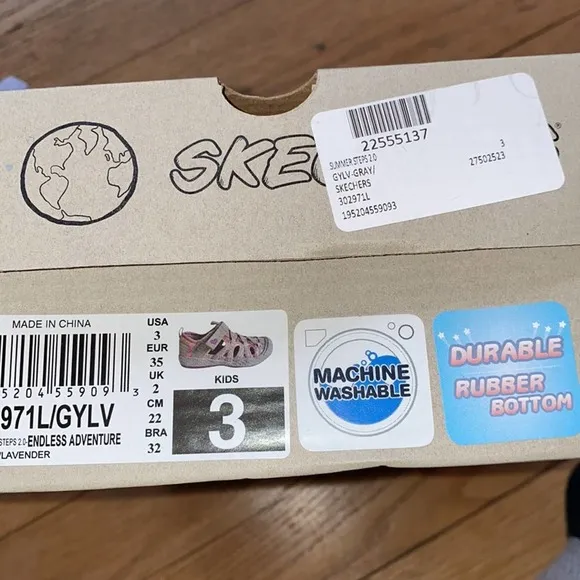 22555137
SUMMER STEPS 2.0 3
GYLV-GRAY/ 27502523
SKECHERS
302971L
195204559093
SKE
MADE IN CHINA
5204 55909 3
971L/GYLV
STEPS 2.0-ENDLESS ADVENTURE
/LAVENDER
USA
3
EUR
35
UK
2
CM
22
BRA
32
KIDS
3
MACHINE
WASHABLE
DURABLE
RUBBER
BOTTOM